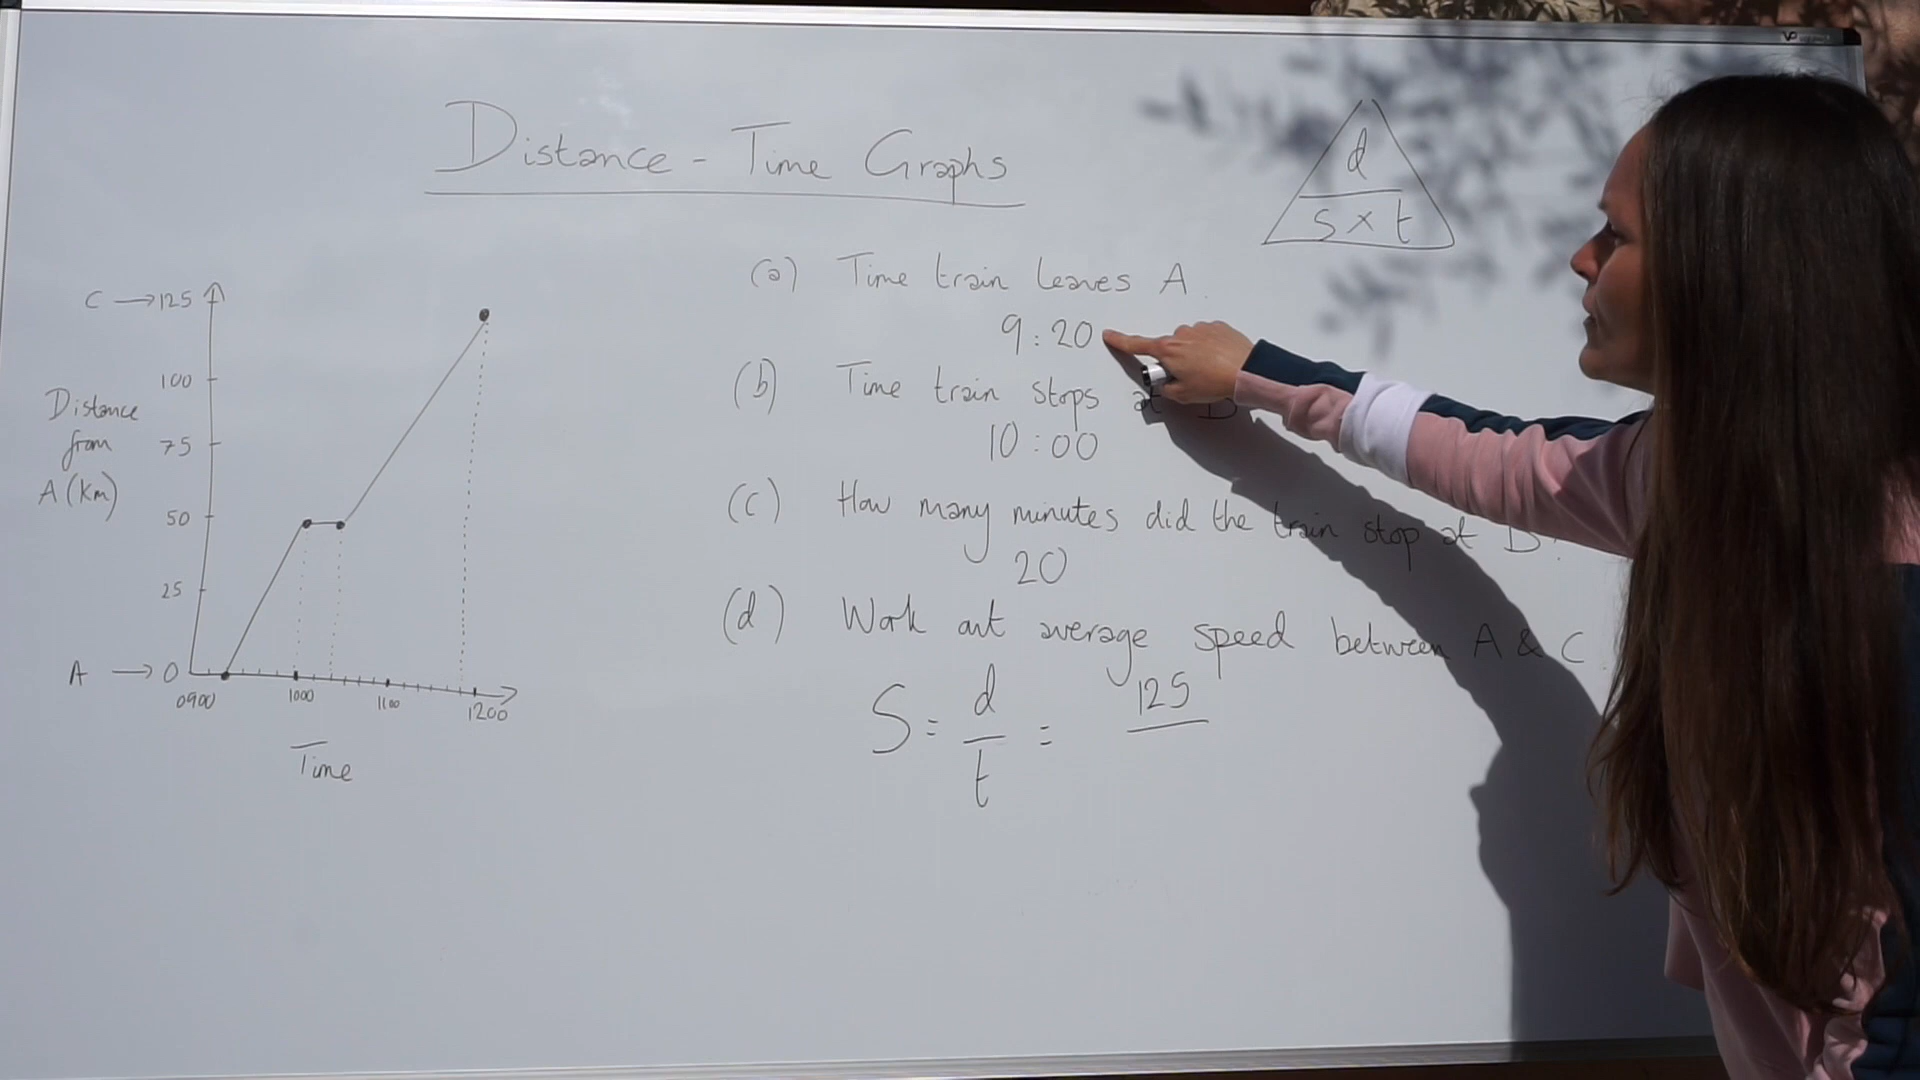 Distance - Time Graphs
d
s x t
(a) Time train leaves A.
9:20
(b) Time train stops at
10:00
(c) How many minutes did the train stop at
20
(d) Work out average speed between A & C.
S = d/t = 125
C → 125
100
75
50
25
A → 0
Distance
from
A (Km)
0900 1000 1100 1200
Time